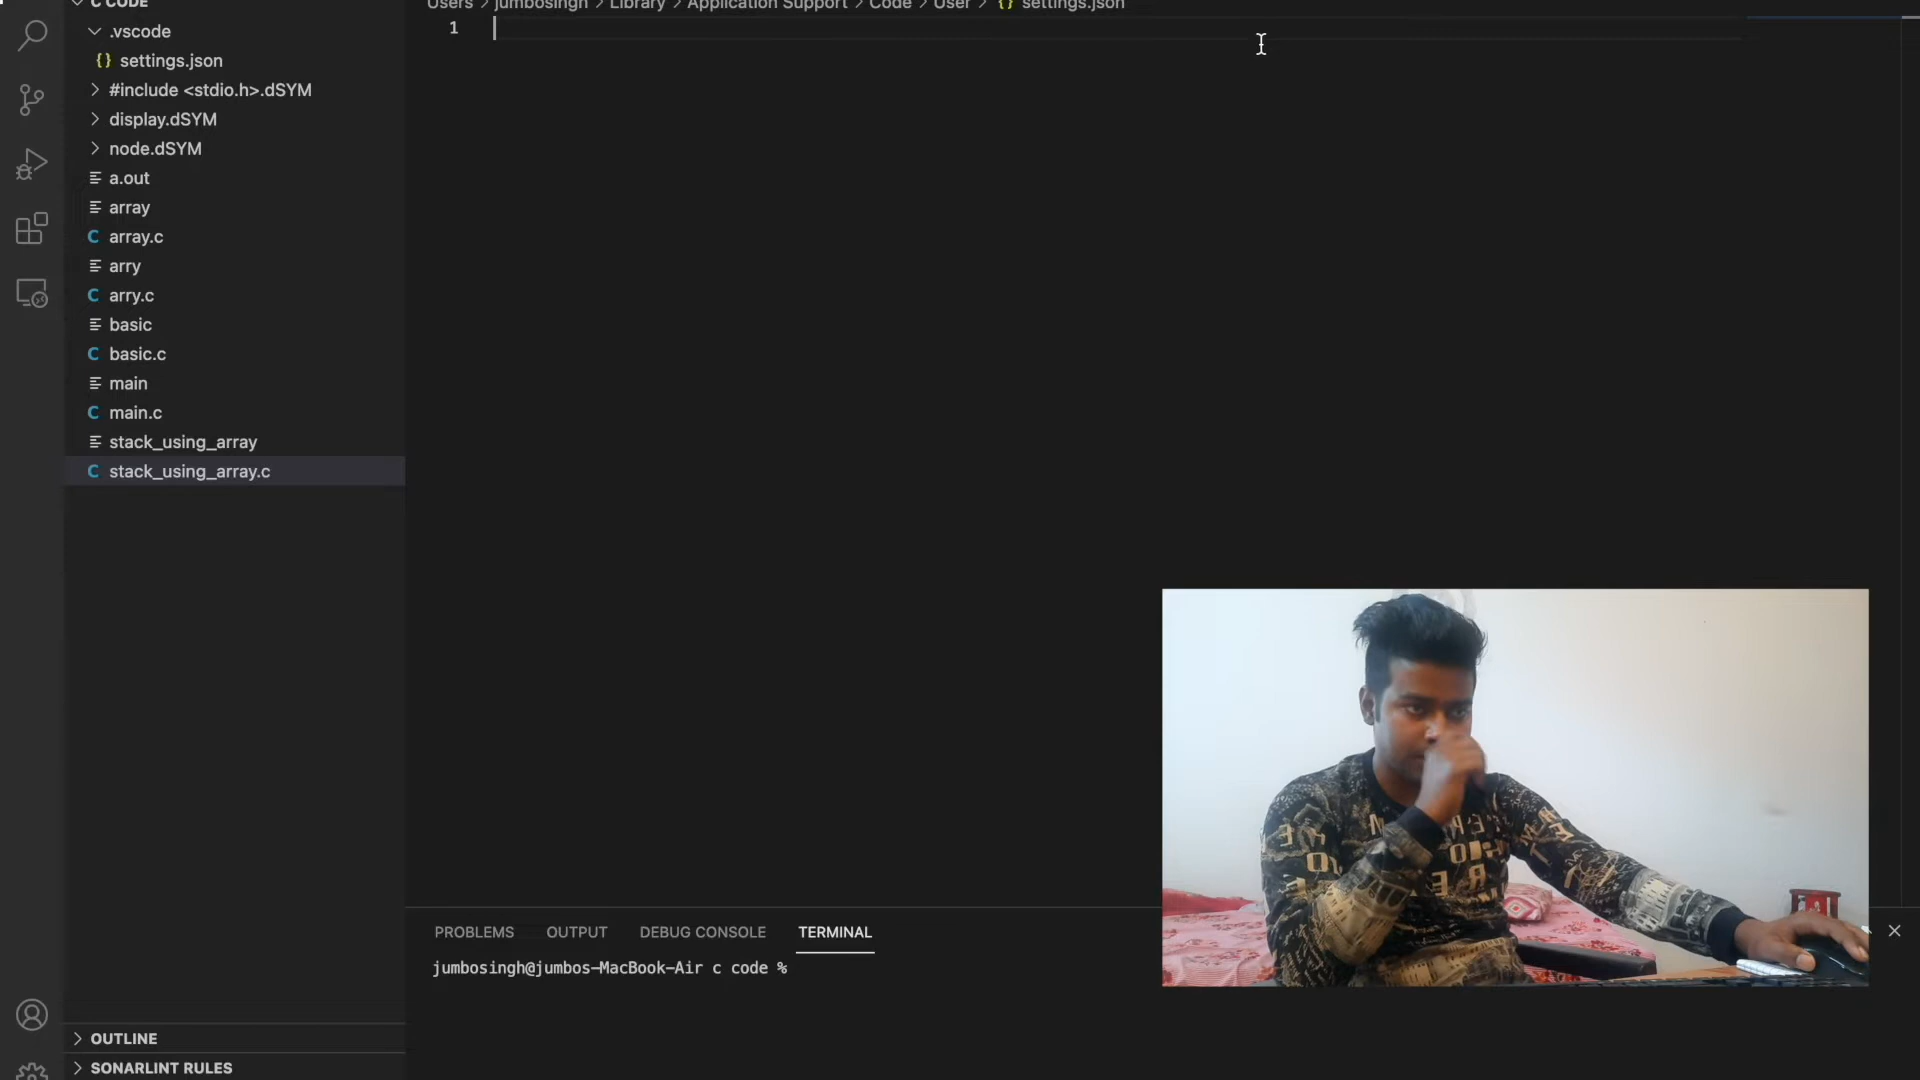 C CODE
Users > jumbosingh > Library > Application Support > Code > User > {} settings.json
.vscode
{} settings.json
#include <stdio.h>.dSYM
display.dSYM
node.dSYM
a.out
array
C array.c
arry
C arry.c
basic
C basic.c
main
C main.c
stack_using_array
C stack_using_array.c
1
PROBLEMS OUTPUT DEBUG CONSOLE TERMINAL
jumbosingh@jumbos-MacBook-Air c code %
OUTLINE
SONARLINT RULES